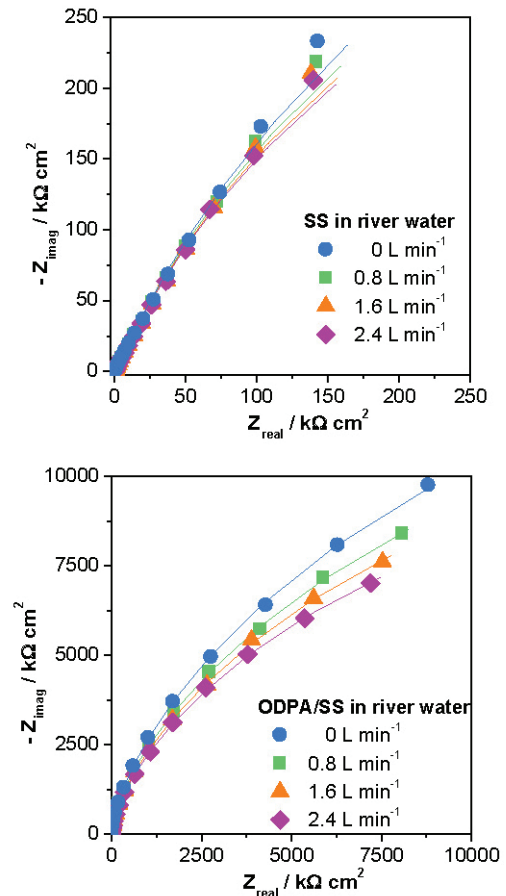 250
200
150
100
50
0
- Z_imag / kΩ cm²
SS in river water
0 L min⁻¹
0.8 L min⁻¹
1.6 L min⁻¹
2.4 L min⁻¹
0 50 100 150 200 250
Z_real / kΩ cm²
10000
7500
5000
2500
0
- Z_imag / kΩ cm²
ODPA/SS in river water
0 L min⁻¹
0.8 L min⁻¹
1.6 L min⁻¹
2.4 L min⁻¹
0 2500 5000 7500 10000
Z_real / kΩ cm²